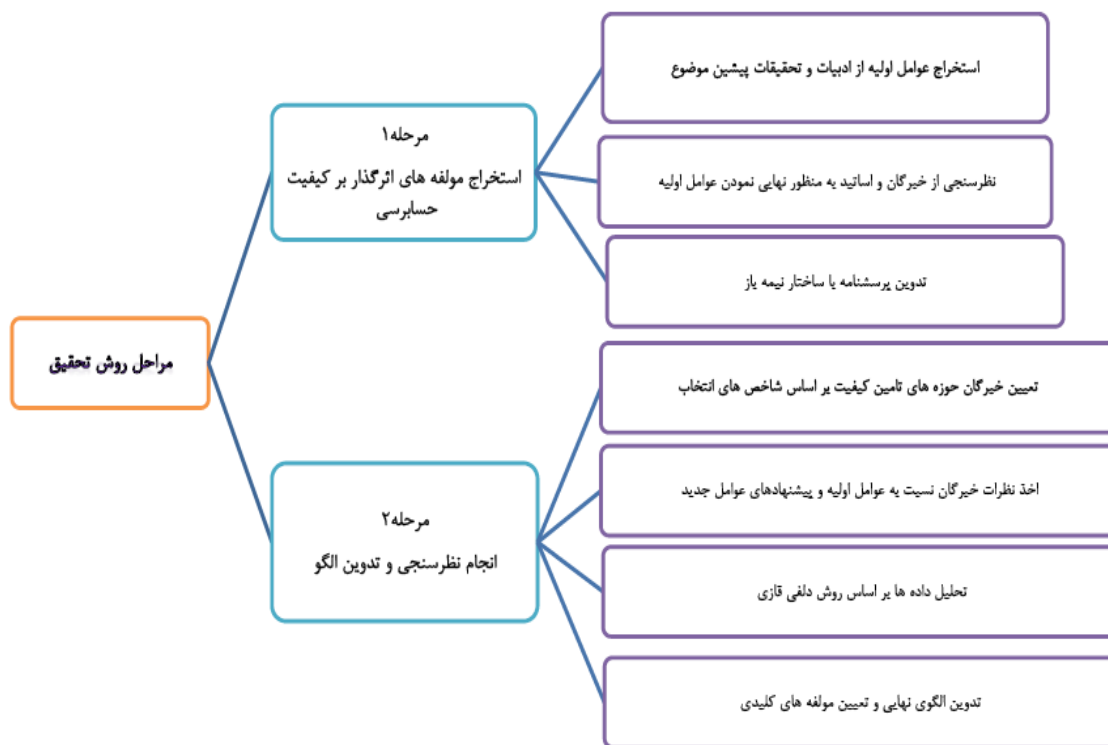 مراحل روش تحقیق
مرحله۱
استخراج مولفه های اثرگذار بر کیفیت
حسابرسی
استخراج عوامل اولیه از ادبیات و تحقیقات پیشین موضوع
نظرسنجی از خبرگان و اساتید به منظور نهایی نمودن عوامل اولیه
تدوین پرسشنامه با ساختار نیمه باز
مرحله۲
انجام نظرسنجی و تدوین الگو
تعیین خبرگان حوزه های تامین کیفیت بر اساس شاخص های انتخاب
اخذ نظرات خبرگان نسبت به عوامل اولیه و پیشنهادهای عوامل جدید
تحلیل داده ها بر اساس روش دلفی فازی
تدوین الگوی نهایی و تعیین مولفه های کلیدی